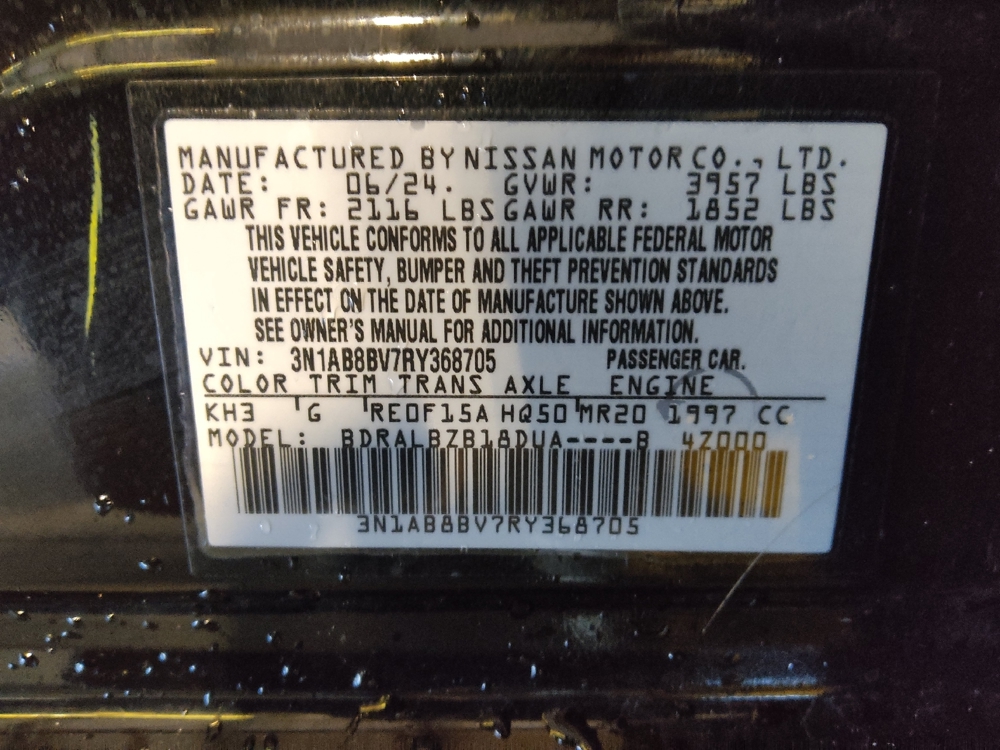 MANUFACTURED BY NISSAN MOTOR CO., LTD.
DATE: 06/24. GVWR: 3957 LBS
GAWR FR: 2116 LBS GAWR RR: 1852 LBS
THIS VEHICLE CONFORMS TO ALL APPLICABLE FEDERAL MOTOR
VEHICLE SAFETY, BUMPER AND THEFT PREVENTION STANDARDS
IN EFFECT ON THE DATE OF MANUFACTURE SHOWN ABOVE.
SEE OWNER'S MANUAL FOR ADDITIONAL INFORMATION.
VIN: 3N1AB8BV7RY368705 PASSENGER CAR.
COLOR TRIM TRANS AXLE ENGINE
KH3 G RE0F15A HQ50 MR20 1997 CC
MODEL: BDRALBZB18DUA----B 4Z000
3N1AB8BV7RY368705